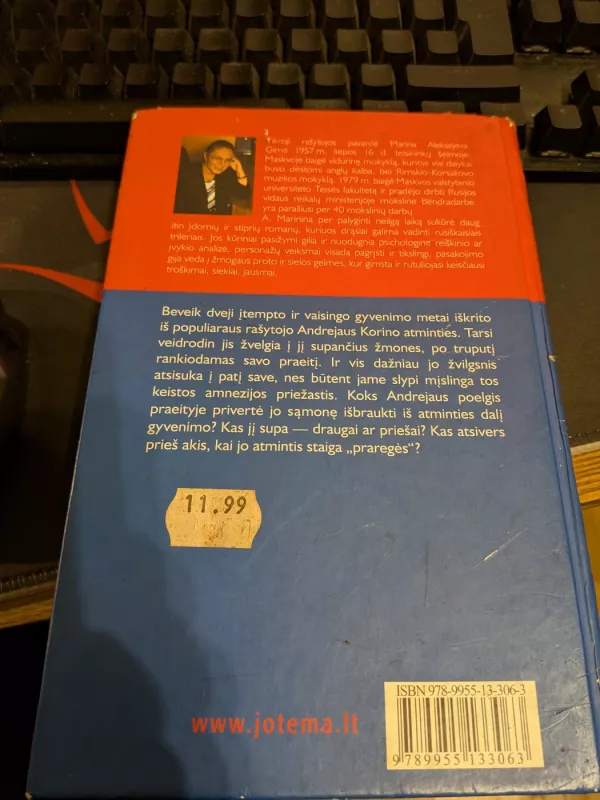 Tikroji rašytojos pavardė Marina Aleksejeva.
Gimė 1957 m. liepos 16 d. teisininkų šeimoje.
Maskvoje baigė vidurinę mokyklą, kurioje visi dalykai
buvo dėstomi anglų kalba, bei Rimskio-Korsakovo
muzikos mokyklą. 1979 m. baigė Maskvos valstybinio
universiteto Teisės fakultetą ir pradėjo dirbti Rusijos
vidaus reikalų ministerijoje moksline bendradarbe.
yra parašiusi per 40 mokslinių darbų.
A. Marinina per palyginti neilgą laiką sukūrė daug
itin įdomių ir stiprių romanų, kuriuos drąsiai galima vadinti rusiškaisiais
trileriais. Jos kūriniai pasižymi gilia ir nuodugnia psichologine reiškinio ar
įvykio analize, personažų veiksmai visada pagrįsti ir tikslingi, pasakojimo
gija veda į žmogaus proto ir sielos gelmes, kur gimsta ir rutuliojasi keisčiausi
troškimai, siekiai, jausmai.
Beveik dveji įtempto ir vaisingo gyvenimo metai iškrito
iš populiaraus rašytojo Andrejaus Korino atminties. Tarsi
veidrodin jis žvelgia į jį supančius žmones, po truputį
rankiodamas savo praeitį. Ir vis dažniau jo žvilgsnis
atsisuka į patį save, nes būtent jame slypi mįslinga tos
keistos amnezijos priežastis. Koks Andrejaus poelgis
praeityje privertė jo sąmonę išbraukti iš atminties dalį
gyvenimo? Kas jį supa — draugai ar priešai? Kas atsivers
prieš akis, kai jo atmintis staiga „praregės“?
11.99
ISBN 978-9955-13-306-3
www.jotema.lt
9 789955 133063